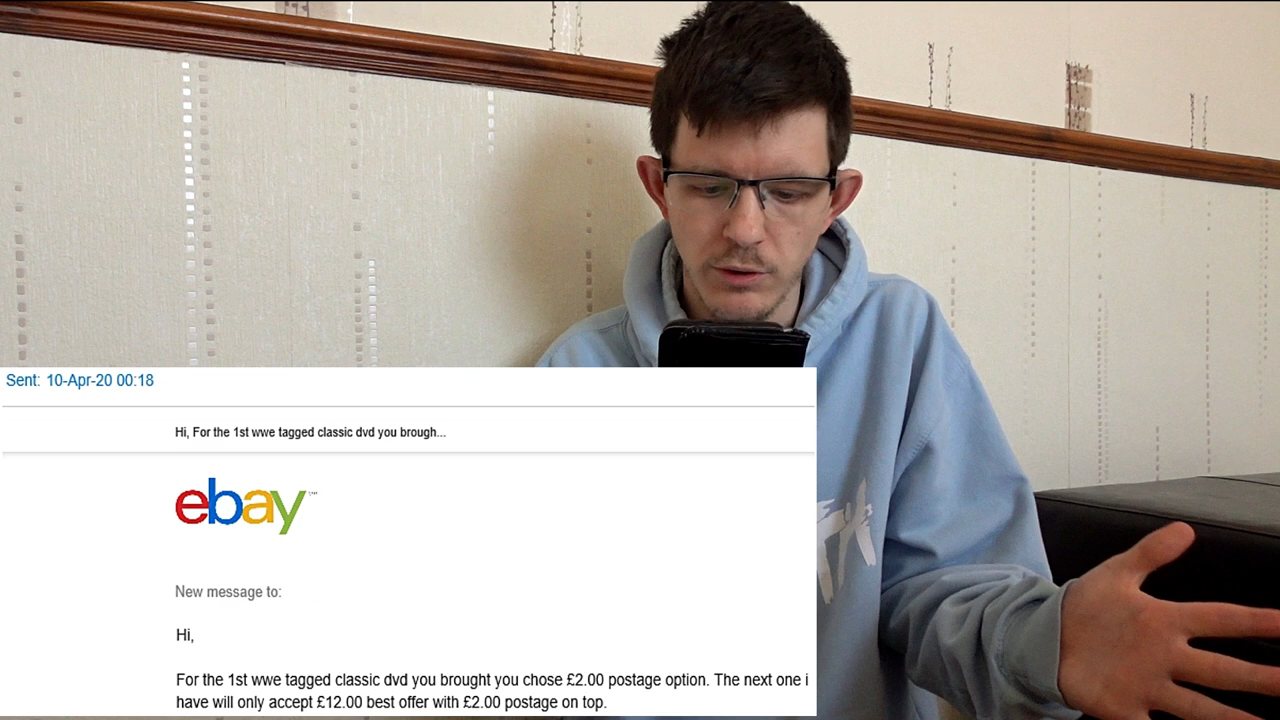 Sent: 10-Apr-20 00:18
Hi, For the 1st wwe tagged classic dvd you brough...
ebay™
New message to:
Hi,
For the 1st wwe tagged classic dvd you brought you chose £2.00 postage option. The next one i
have will only accept £12.00 best offer with £2.00 postage on top.